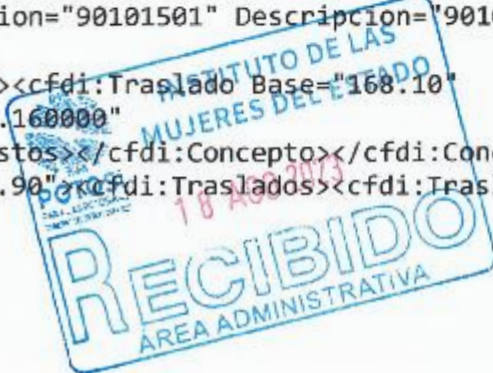 ion="90101501" Descripcion="9010
><cfdi:Traslado Base="168.10"
.160000"
stos></cfdi:Concepto></cfdi:Con
.90"><cfdi:Traslados><cfdi:Tras
INSTITUTO DE LAS
MUJERES DEL ESTADO
18 AGO 2023
RECIBIDO
AREA ADMINISTRATIVA